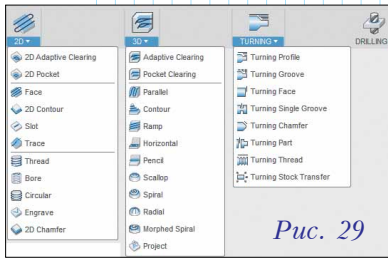 2D
2D Adaptive Clearing
2D Pocket
Face
2D Contour
Slot
Trace
Thread
Bore
Circular
Engrave
2D Chamfer
3D
Adaptive Clearing
Pocket Clearing
Parallel
Contour
Ramp
Horizontal
Pencil
Scallop
Spiral
Radial
Morphed Spiral
Project
TURNING
Turning Profile
Turning Groove
Turning Face
Turning Single Groove
Turning Chamfer
Turning Part
Turning Thread
Turning Stock Transfer
DRILLING
Рис. 29